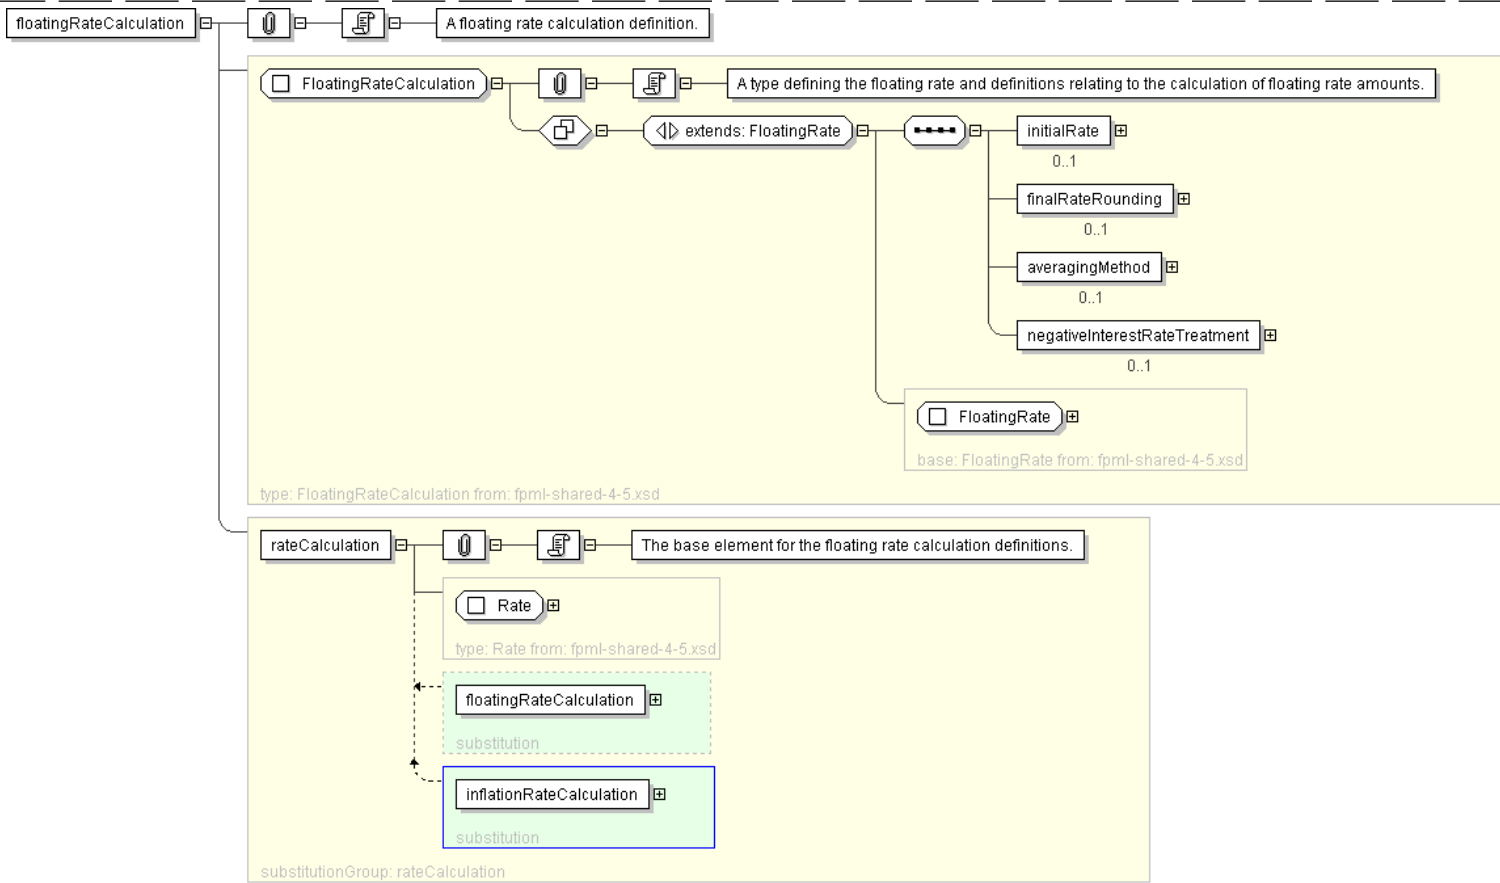 floatingRateCalculation
A floating rate calculation definition.
FloatingRateCalculation
A type defining the floating rate and definitions relating to the calculation of floating rate amounts.
extends: FloatingRate
initialRate
0..1
finalRateRounding
0..1
averagingMethod
0..1
negativeInterestRateTreatment
0..1
FloatingRate
base: FloatingRate from: fpml-shared-4-5.xsd
type: FloatingRateCalculation from: fpml-shared-4-5.xsd
rateCalculation
The base element for the floating rate calculation definitions.
Rate
type: Rate from: fpml-shared-4-5.xsd
floatingRateCalculation
substitution
inflationRateCalculation
substitution
substitutionGroup: rateCalculation